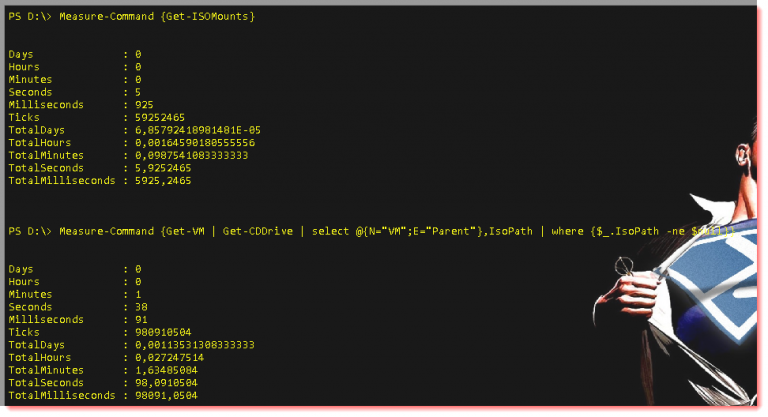 PS D:\> Measure-Command {Get-ISOMounts}
Days : 0
Hours : 0
Minutes : 0
Seconds : 5
Milliseconds : 925
Ticks : 59252465
TotalDays : 6,85792418981481E-05
TotalHours : 0,00164590180555556
TotalMinutes : 0,0987541083333333
TotalSeconds : 5,9252465
TotalMilliseconds : 5925,2465
PS D:\> Measure-Command {Get-VM | Get-CDDrive | select @{N="VM";E="Parent"},IsoPath | where {$_.IsoPath -ne $null}}
Days : 0
Hours : 0
Minutes : 1
Seconds : 38
Milliseconds : 91
Ticks : 980910504
TotalDays : 0,00113531308333333
TotalHours : 0,027247514
TotalMinutes : 1,63485084
TotalSeconds : 98,0910504
TotalMilliseconds : 98091,0504